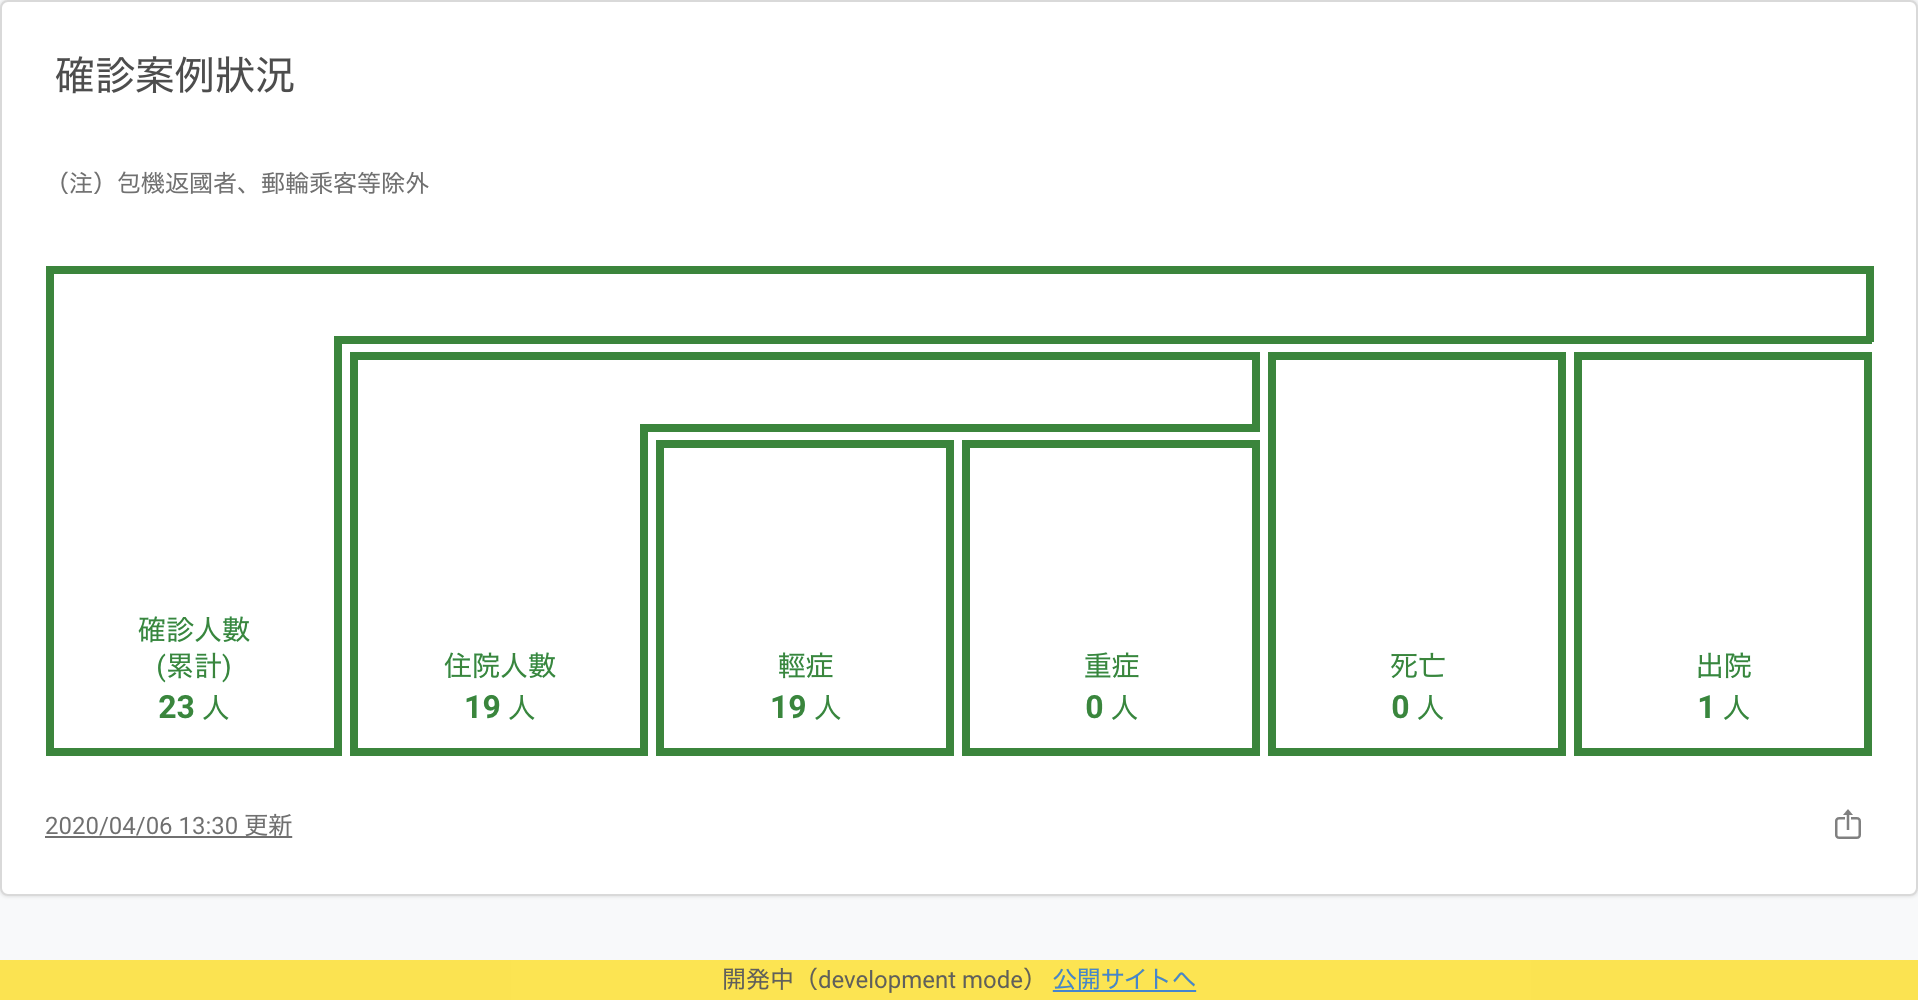 確診案例狀況
（注）包機返國者、郵輪乘客等除外
確診人數
(累計)
23 人
住院人數
19 人
輕症
19 人
重症
0 人
死亡
0 人
出院
1 人
2020/04/06 13:30 更新
開発中（development mode） 公開サイトへ